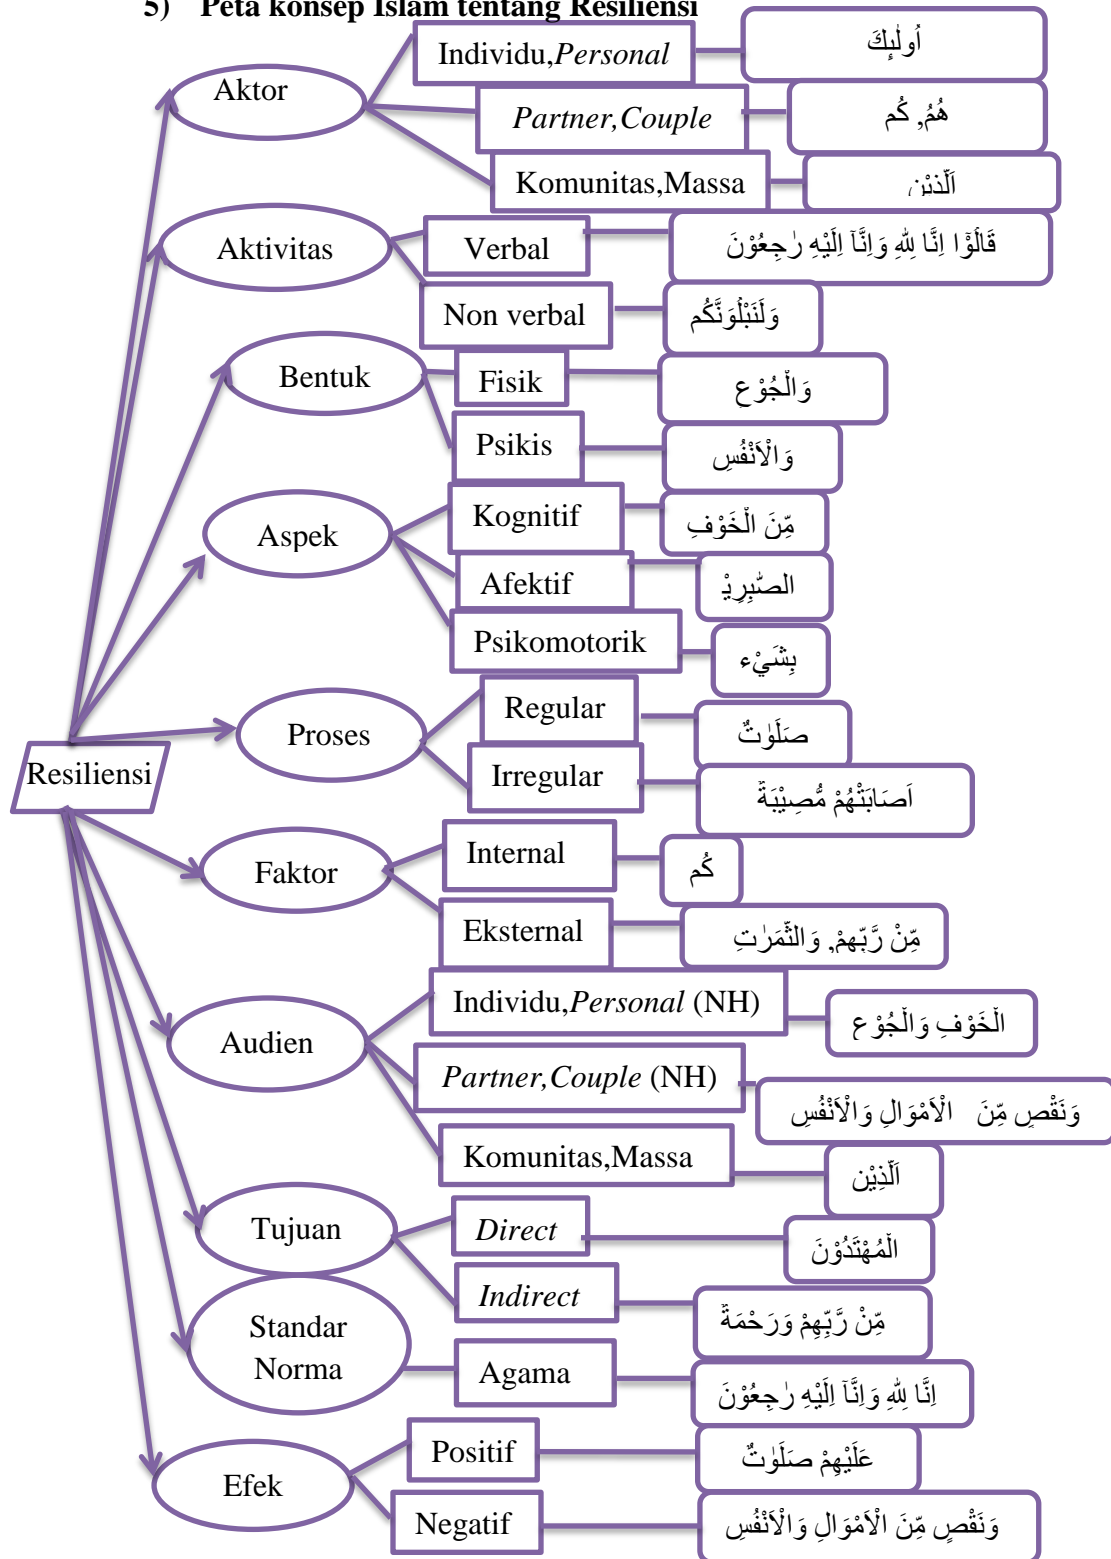 5) Peta konsep Islam tentang Resiliensi
Resiliensi
Aktor
Individu,Personal
اُولٰۤىِٕكَ
Partner,Couple
هُمُ, كُم
Komunitas,Massa
اَلَّذِيْن
Aktivitas
Verbal
قَالُوْٓا اِنَّا لِلّٰهِ وَاِنَّآ اِلَيْهِ رٰجِعُوْنَ
Non verbal
وَلَنَبْلُوَنَّكُم
Bentuk
Fisik
وَالْجُوْعِ
Psikis
وَالْاَنْفُسِ
Aspek
Kognitif
مِّنَ الْخَوْفِ
Afektif
الصّٰبِرِيْ
Psikomotorik
بِشَيْء
Proses
Regular
صَلَوٰتٌ
Irregular
اَصَابَتْهُمْ مُّصِيْبَةٌ
Faktor
Internal
كُم
Eksternal
مِّنْ رَّبِّهِمْ, وَالثَّمَرٰتِ
Audien
Individu,Personal (NH)
الْخَوْفِ وَالْجُوْع
Partner,Couple (NH)
وَنَقْصٍ مِّنَ الْاَمْوَالِ وَالْاَنْفُسِ
Komunitas,Massa
اَلَّذِيْن
Tujuan
Direct
الْمُهْتَدُوْنَ
Indirect
مِّنْ رَّبِّهِمْ وَرَحْمَةٌ
Standar
Norma
Agama
اِنَّا لِلّٰهِ وَاِنَّآ اِلَيْهِ رٰجِعُوْنَ
Efek
Positif
عَلَيْهِمْ صَلَوٰتٌ
Negatif
وَنَقْصٍ مِّنَ الْاَمْوَالِ وَالْاَنْفُسِ